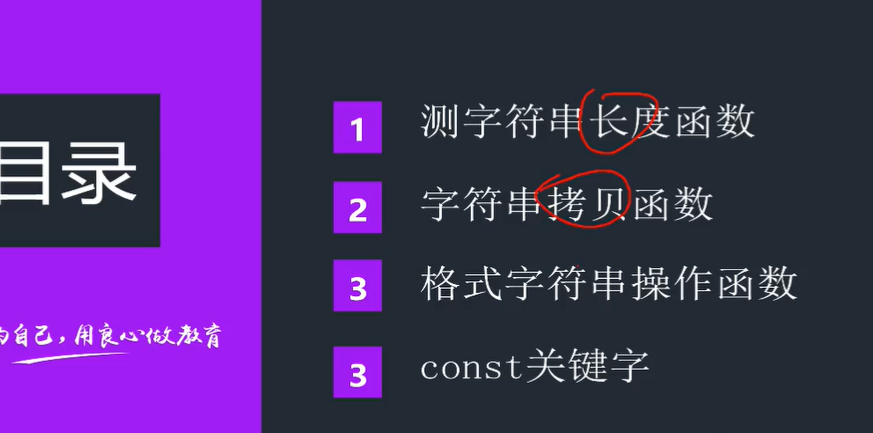 目录
自己,用良心做教育
1 测字符串长度函数
2 字符串拷贝函数
3 格式字符串操作函数
3 const关键字